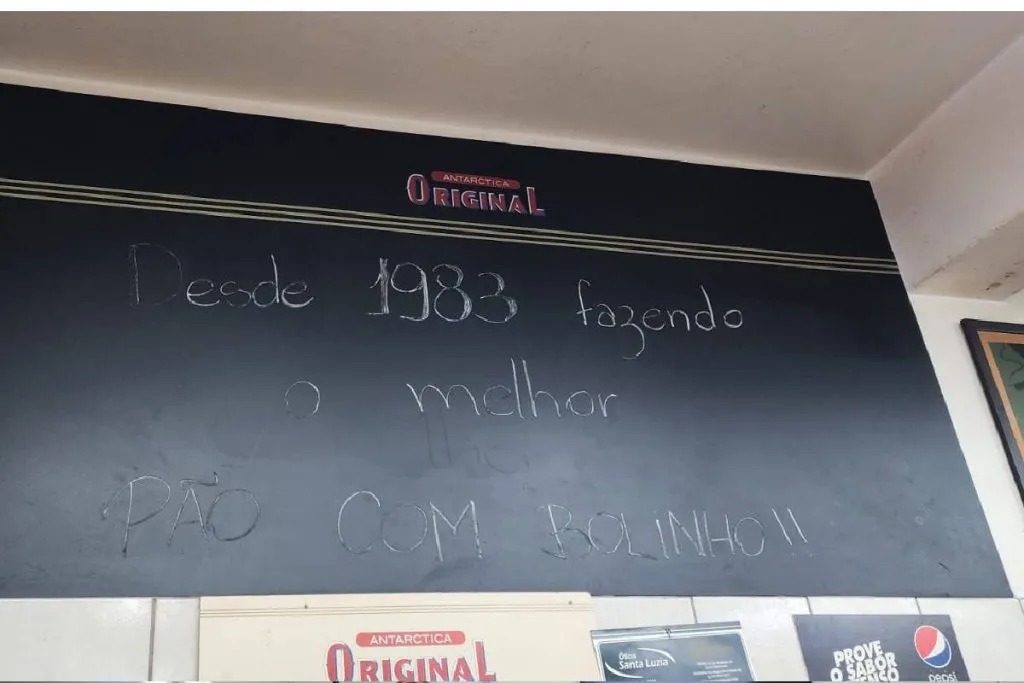 ANTARCTICA
ORIGINAL
Desde 1983 fazendo
o melhor
PÃO COM BOLINHO!!
ANTARCTICA
ORIGINAL
Ótica
Santa Luzia
PROVE
O SABOR
pepsi